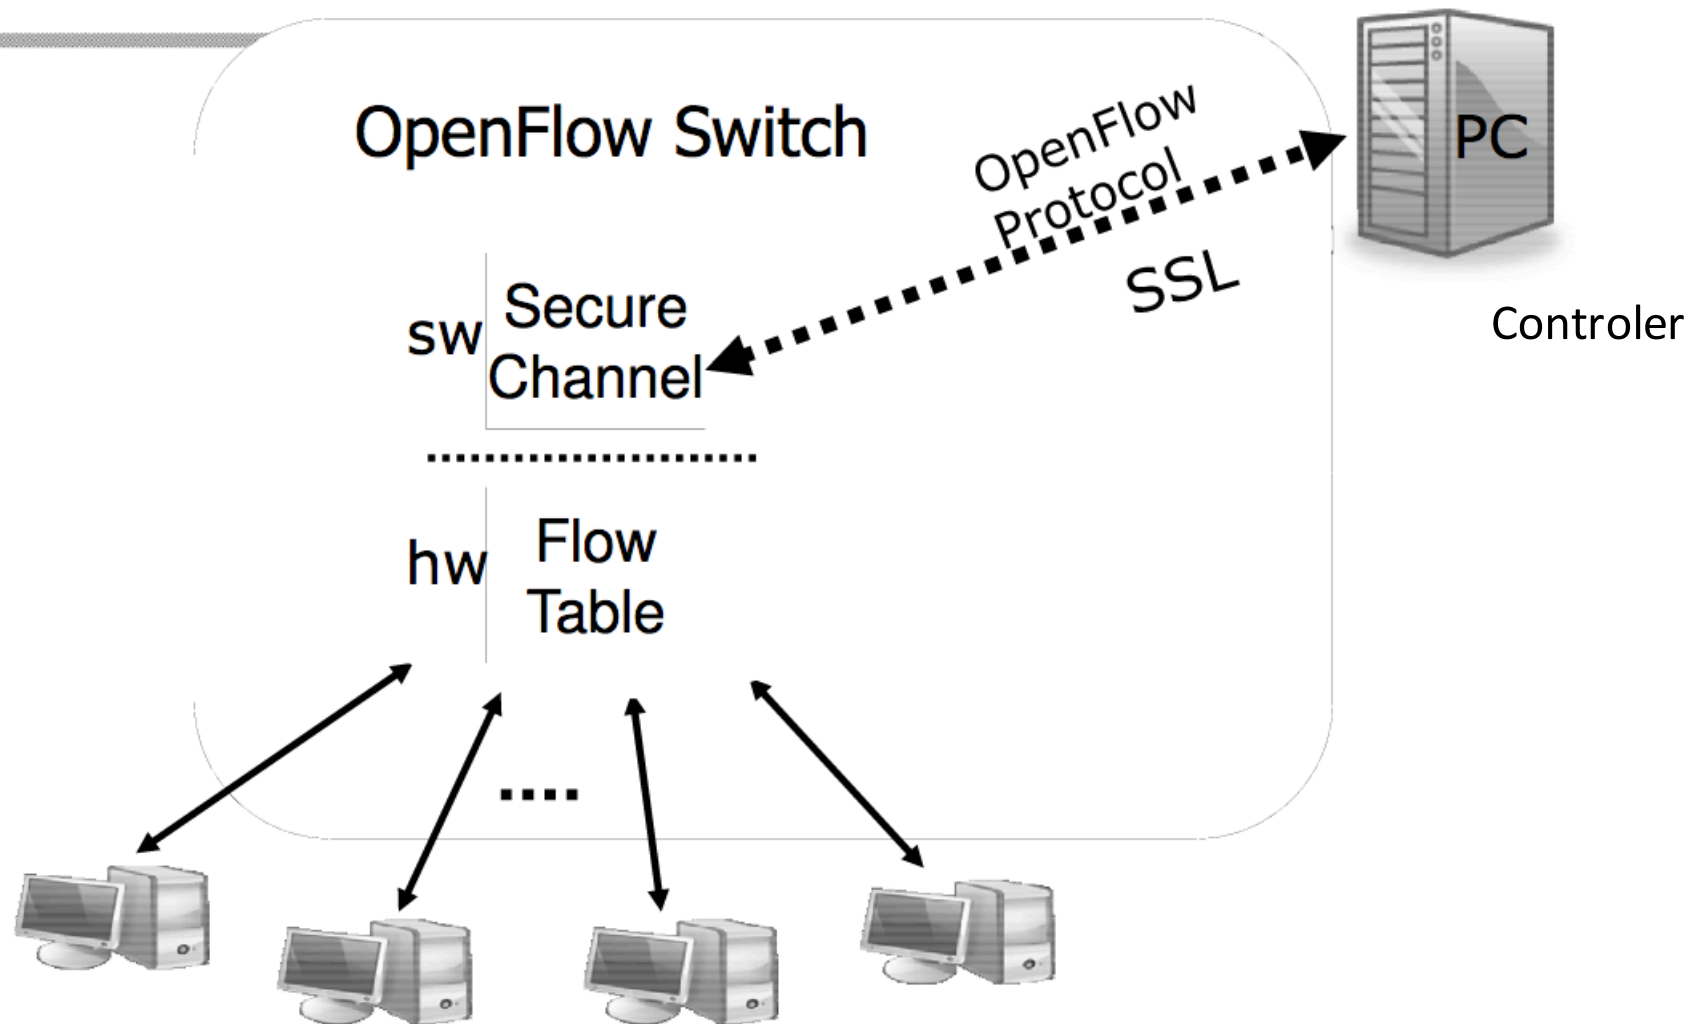 OpenFlow Switch
OpenFlow
Protocol
SSL
PC
Controler
sw
Secure
Channel
hw
Flow
Table